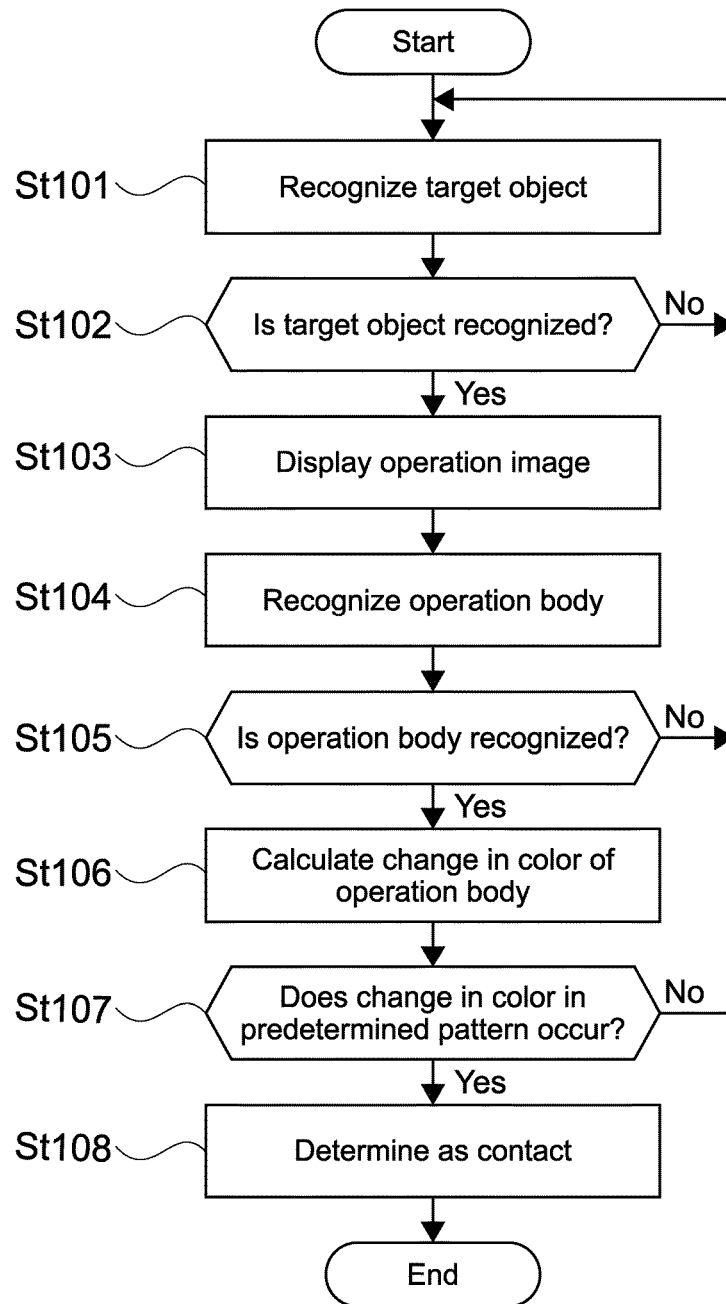 Start
St101
Recognize target object
St102
Is target object recognized?
No
Yes
St103
Display operation image
St104
Recognize operation body
St105
Is operation body recognized?
No
Yes
St106
Calculate change in color of
operation body
St107
Does change in color in
predetermined pattern occur?
No
Yes
St108
Determine as contact
End